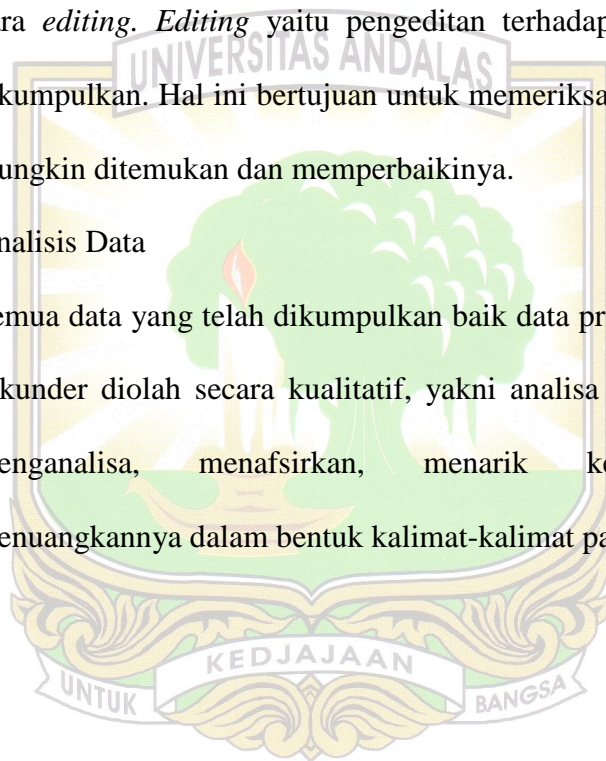 ara editing. Editing yaitu pengeditan terhadap
UNIVERSITAS ANDALAS
kumpulkan. Hal ini bertujuan untuk memeriksa
ungkin ditemukan dan memperbaikinya.
nalisis Data
emua data yang telah dikumpulkan baik data pr
kunder diolah secara kualitatif, yakni analisa
enganalisa, menafsirkan, menarik ke
enuangkannya dalam bentuk kalimat-kalimat pa
KEDJAJAAN
UNTUK BANGSA